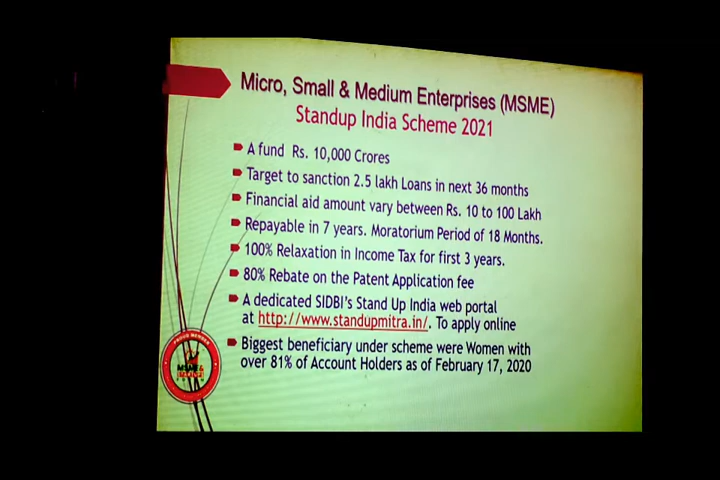 Micro, Small & Medium Enterprises (MSME)
Standup India Scheme 2021
A fund Rs. 10,000 Crores
Target to sanction 2.5 lakh Loans in next 36 months
Financial aid amount vary between Rs. 10 to 100 Lakh
Repayable in 7 years. Moratorium Period of 18 Months.
100% Relaxation in Income Tax for first 3 years.
80% Rebate on the Patent Application fee
A dedicated SIDBI's Stand Up India web portal
at http://www.standupmitra.in/. To apply online
Biggest beneficiary under scheme were Women with
over 81% of Account Holders as of February 17, 2020
PROUD MEMBER
MSME